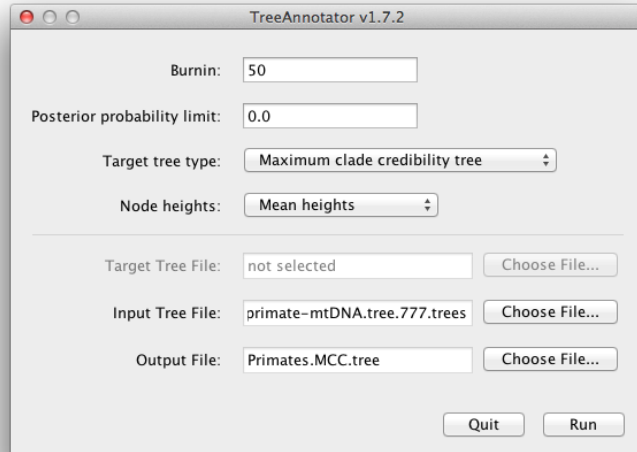 TreeAnnotator v1.7.2
Burnin: 50
Posterior probability limit: 0.0
Target tree type: Maximum clade credibility tree
Node heights: Mean heights
Target Tree File: not selected Choose File...
Input Tree File: primate-mtDNA.tree.777.trees Choose File...
Output File: Primates.MCC.tree Choose File...
Quit Run